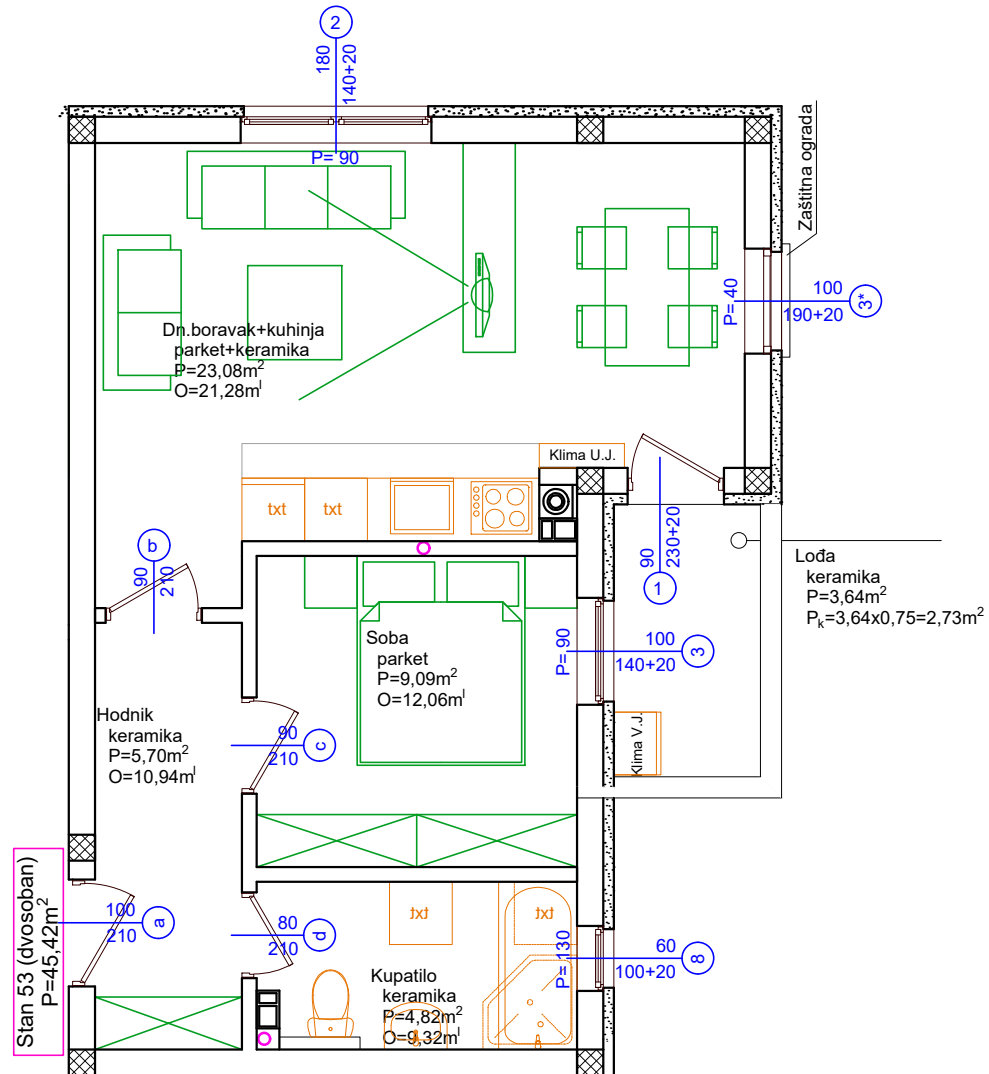 2
180
140+20
P= 90
Zaštitna ograda
P= 40
100
190+20
3*
Dn.boravak+kuhinja
parket+keramika
P=23,08m²
O=21,28mˡ
Klima U.J.
txt
txt
b
90
210
90
230+20
1
Lođa
keramika
P=3,64m²
Pₖ=3,64x0,75=2,73m²
Soba
parket
P=9,09m²
O=12,06mˡ
P= 90
100
140+20
3
Klima V.J.
Hodnik
keramika
P=5,70m²
O=10,94mˡ
90
210
c
Stan 53 (dvosoban)
P=45,42m²
100
210
a
80
210
d
txt
txt
P=130
60
100+20
8
Kupatilo
keramika
P=4,82m²
O=9,32mˡ